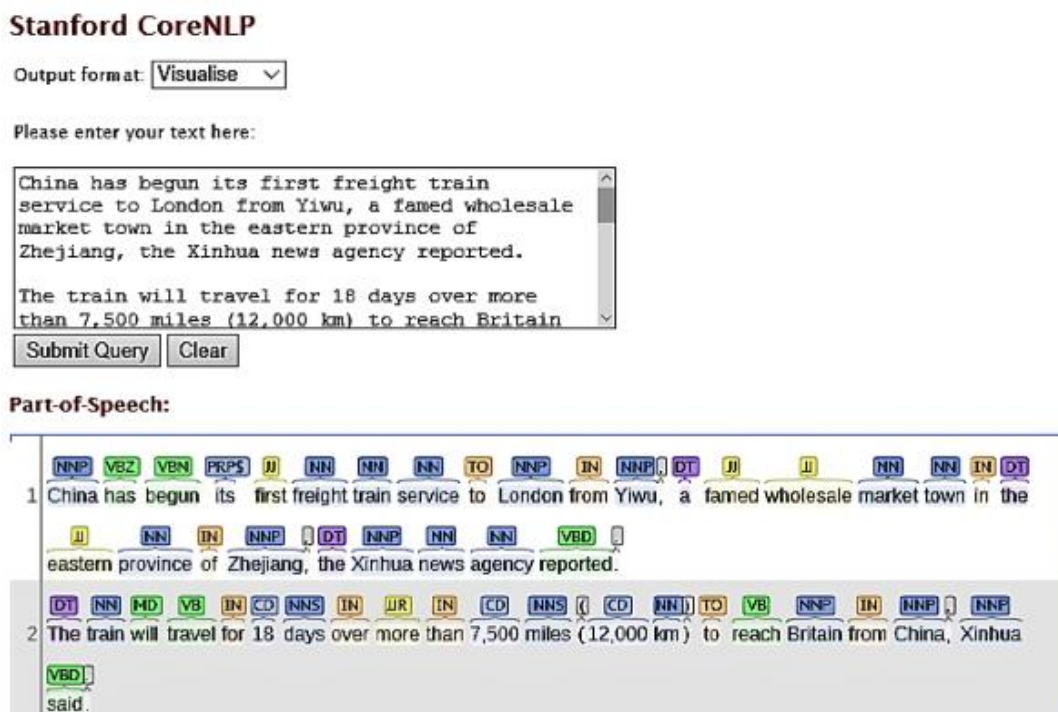 Stanford CoreNLP
Output format: Visualise
Please enter your text here:
China has begun its first freight train
service to London from Yiwu, a famed wholesale
market town in the eastern province of
Zhejiang, the Xinhua news agency reported.
The train will travel for 18 days over more
than 7,500 miles (12,000 km) to reach Britain
Submit Query Clear
Part-of-Speech:
NNP VBZ VBN PRP$ JJ NN NN NN TO NNP IN NNP , DT JJ JJ NN NN IN DT
1 China has begun its first freight train service to London from Yiwu, a famed wholesale market town in the
JJ NN IN NNP , DT NNP NN NN VBD .
eastern province of Zhejiang, the Xinhua news agency reported.
DT NN MD VB IN CD NNS IN JJR IN CD NNS ( CD NN ) TO VB NNP IN NNP , NNP
2 The train will travel for 18 days over more than 7,500 miles (12,000 km) to reach Britain from China, Xinhua
VBD .
said.